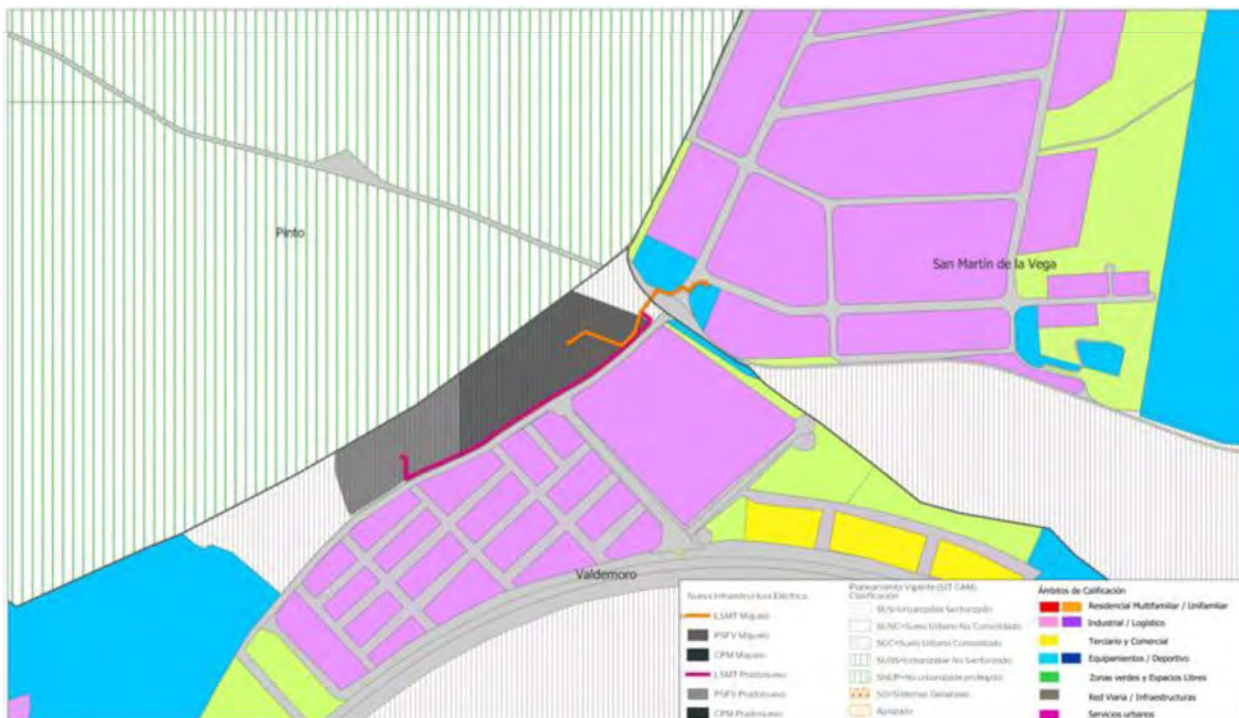 Pinto
San Martín de la Vega
Valdemoro
Nueva Infraestructura Eléctrica
LSMT
PSFV
CPM
LSMT Pradonuevo
PSFV Pradonuevo
CPM Pradonuevo
Planeamiento Vigente (SIT CAM)
Clasificación
SUS=Urbanizable Sectorizado
SUNC=Suelo Urbano No Consolidado
SUC=Suelo Urbano Consolidado
SUNS=Urbanizable No Sectorizado
SNUP=No urbanizable protegido
SG=Sistemas Generales
Aplazado
Ámbitos de Calificación
Residencial Multifamiliar / Unifamiliar
Industrial / Logístico
Terciario y Comercial
Equipamientos / Deportivo
Zonas verdes y Espacios Libres
Red Viaria / Infraestructuras
Servicios urbanos